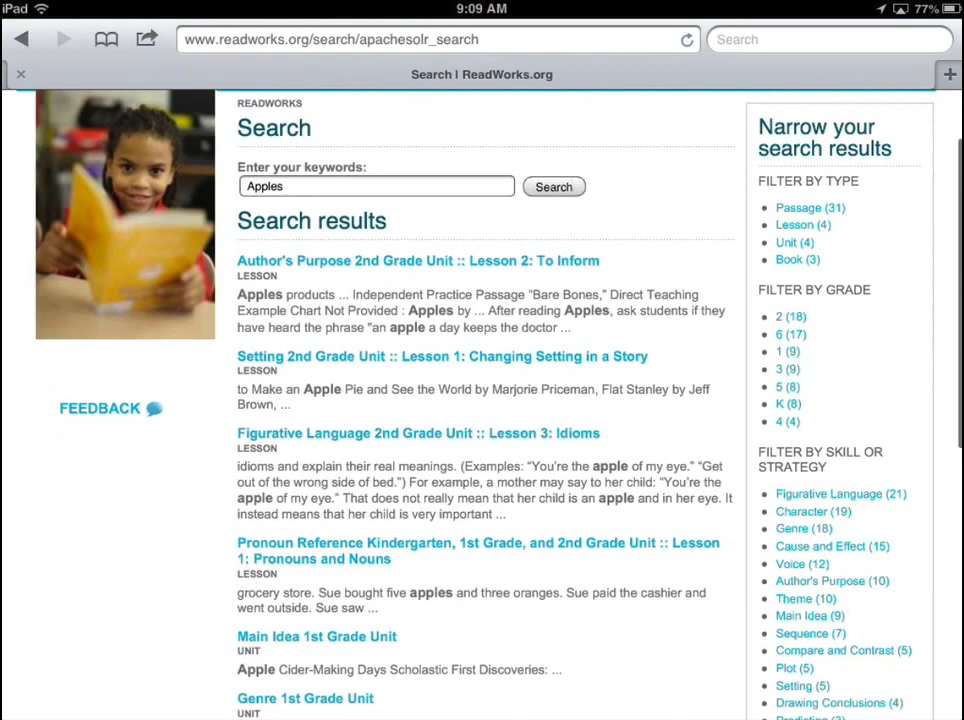 iPad
9:09 AM
77%
www.readworks.org/search/apachesolr_search
Search
Search | ReadWorks.org
READWORKS
Search
Enter your keywords:
Apples
Search
Search results
Author's Purpose 2nd Grade Unit :: Lesson 2: To Inform
LESSON
Apples products ... Independent Practice Passage "Bare Bones," Direct Teaching
Example Chart Not Provided : Apples by ... After reading Apples, ask students if they
have heard the phrase "an apple a day keeps the doctor ...
Setting 2nd Grade Unit :: Lesson 1: Changing Setting in a Story
LESSON
to Make an Apple Pie and See the World by Marjorie Priceman, Flat Stanley by Jeff
Brown, ...
Figurative Language 2nd Grade Unit :: Lesson 3: Idioms
LESSON
idioms and explain their real meanings. (Examples: “You're the apple of my eye.” “Get
out of the wrong side of bed.”) For example, a mother may say to her child: “You're the
apple of my eye.” That does not really mean that her child is an apple and in her eye. It
instead means that her child is very important ...
Pronoun Reference Kindergarten, 1st Grade, and 2nd Grade Unit :: Lesson
1: Pronouns and Nouns
LESSON
grocery store. Sue bought five apples and three oranges. Sue paid the cashier and
went outside. Sue saw ...
Main Idea 1st Grade Unit
UNIT
Apple Cider-Making Days Scholastic First Discoveries: ...
Genre 1st Grade Unit
UNIT
FEEDBACK
Narrow your
search results
FILTER BY TYPE
Passage (31)
Lesson (4)
Unit (4)
Book (3)
FILTER BY GRADE
2 (18)
6 (17)
1 (9)
3 (9)
5 (8)
K (8)
4 (4)
FILTER BY SKILL OR
STRATEGY
Figurative Language (21)
Character (19)
Genre (18)
Cause and Effect (15)
Voice (12)
Author's Purpose (10)
Theme (10)
Main Idea (9)
Sequence (7)
Compare and Contrast (5)
Plot (5)
Setting (5)
Drawing Conclusions (4)